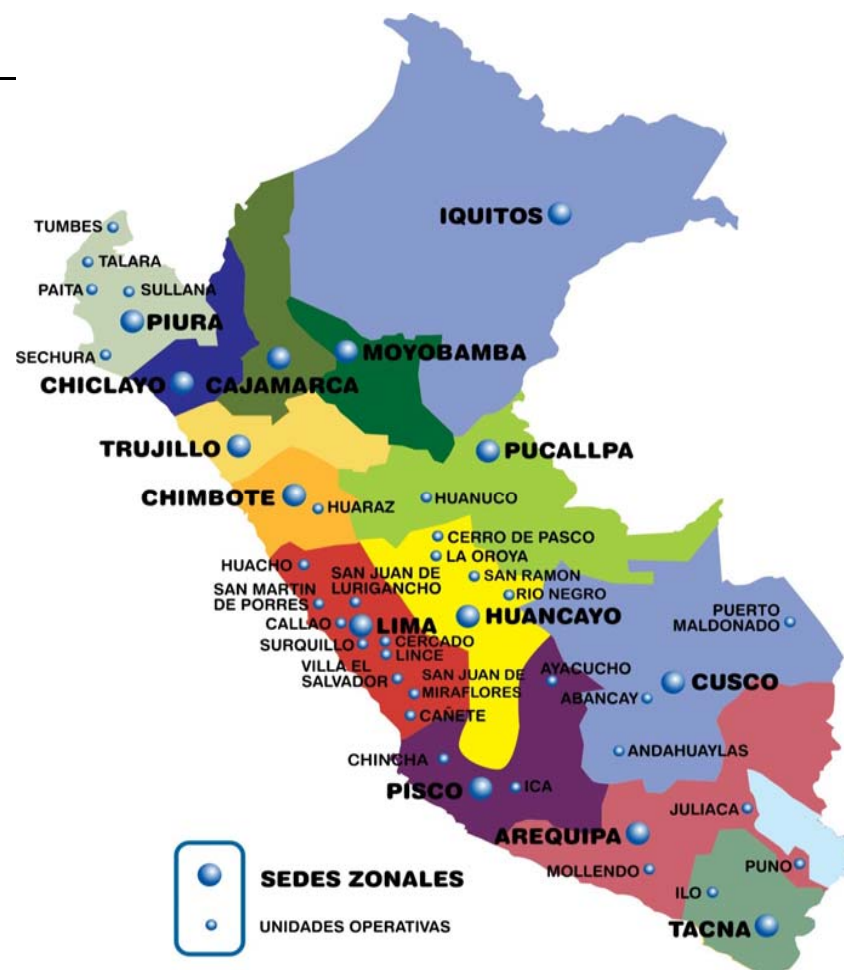 IQUITOS
TUMBES
TALARA
PAITA
SULLANA
PIURA
SECHURA
CHICLAYO
CAJAMARCA
MOYOBAMBA
TRUJILLO
PUCALLPA
CHIMBOTE
HUARAZ
HUANUCO
CERRO DE PASCO
LA OROYA
HUACHO
SAN JUAN DE
LURIGANCHO
SAN RAMON
RIO NEGRO
SAN MARTIN
DE PORRES
CALLAO
LIMA
HUANCAYO
PUERTO
MALDONADO
SURQUILLO
CERCADO
LINCE
VILLA EL
SALVADOR
SAN JUAN DE
MIRAFLORES
AYACUCHO
ABANCAY
CUSCO
CAÑETE
CHINCHA
ANDAHUAYLAS
PISCO
ICA
JULIACA
AREQUIPA
MOLLENDO
PUNO
ILO
TACNA
SEDES ZONALES
UNIDADES OPERATIVAS